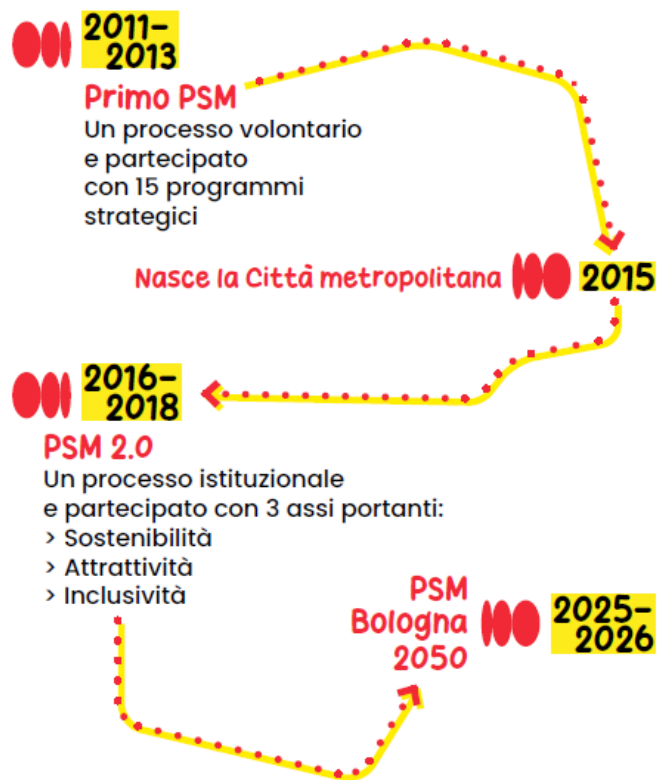 2011-
2013
Primo PSM
Un processo volontario
e partecipato
con 15 programmi
strategici
Nasce la Città metropolitana
2015
2016-
2018
PSM 2.0
Un processo istituzionale
e partecipato con 3 assi portanti:
> Sostenibilità
> Attrattività
> Inclusività
PSM
Bologna
2050
2025-
2026